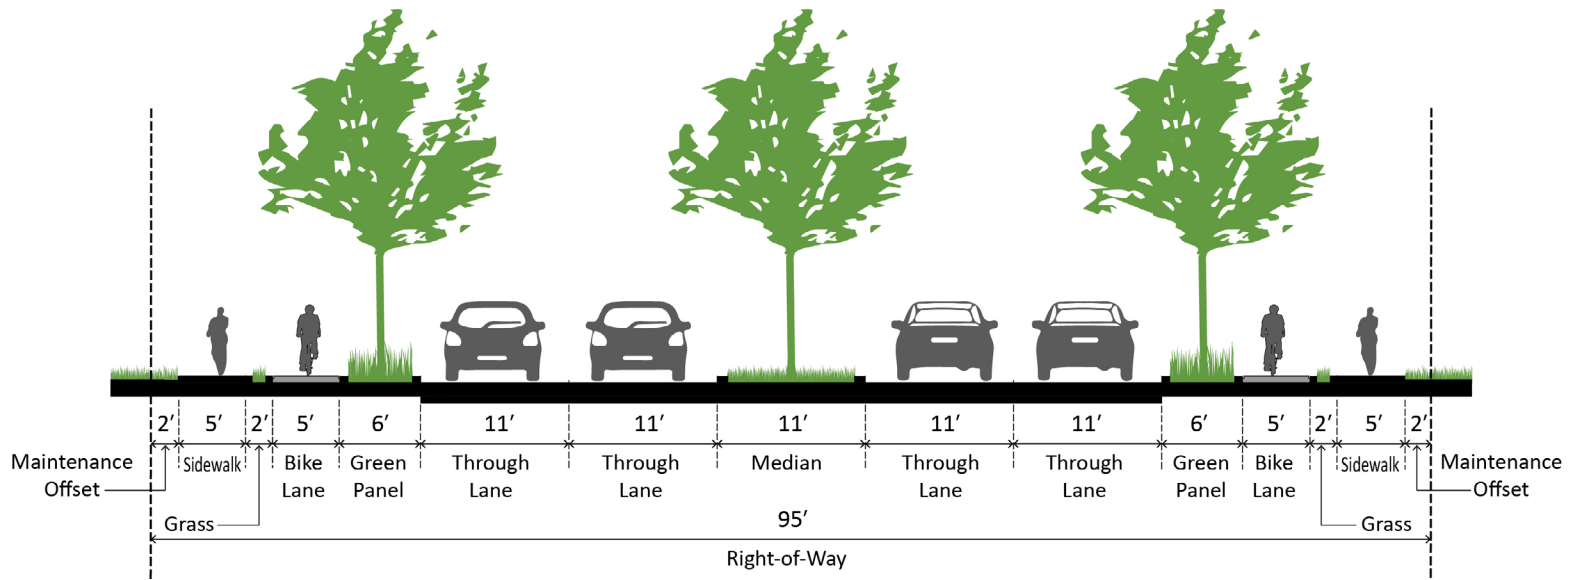 2′ 5′ 2′ 5′ 6′ 11′ 11′ 11′ 11′ 11′ 6′ 5′ 2′ 5′ 2′
Maintenance
Offset
Sidewalk
Grass
Bike
Lane
Green
Panel
Through
Lane
Through
Lane
Median
Through
Lane
Through
Lane
Green
Panel
Bike
Lane
Grass
Sidewalk
Maintenance
Offset
95′
Right-of-Way